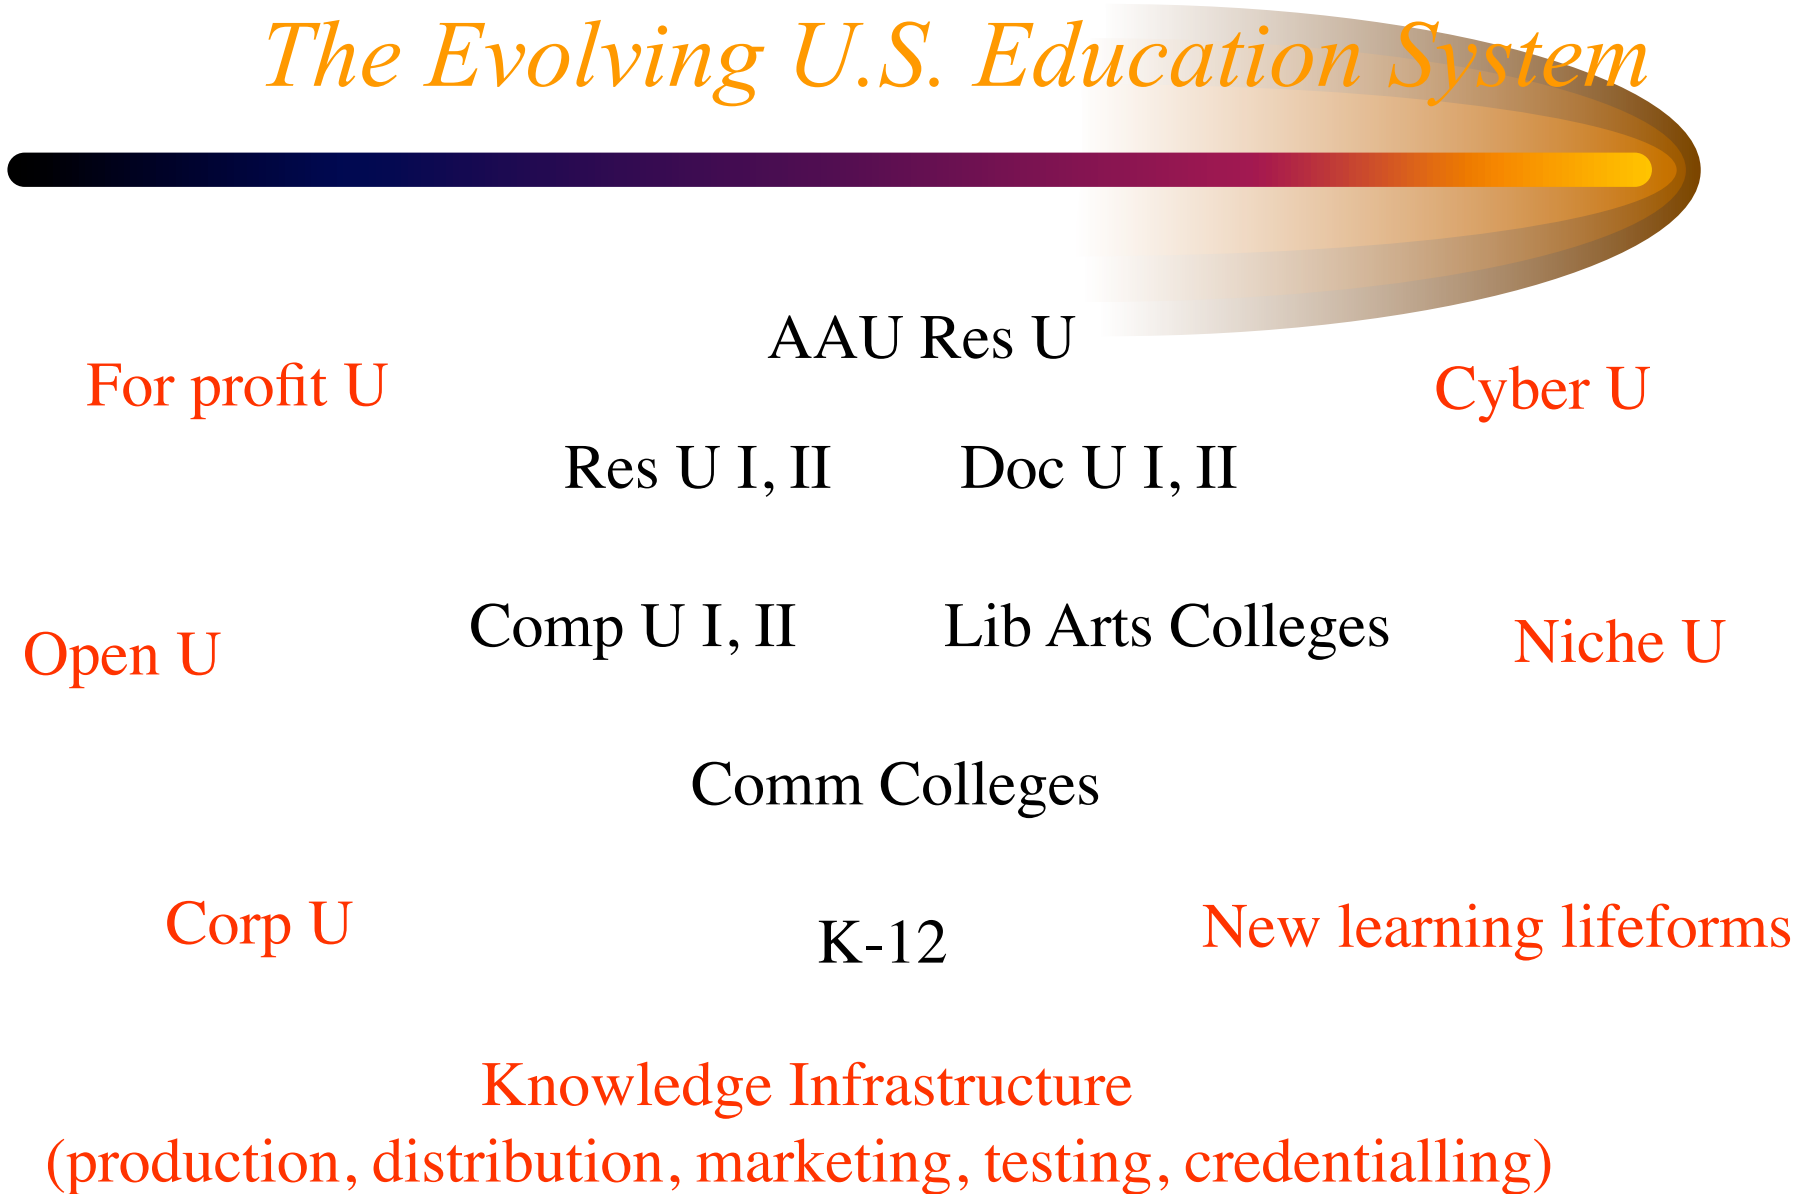 The Evolving U.S. Education System
AAU Res U
For profit U
Cyber U
Res U I, II
Doc U I, II
Comp U I, II
Lib Arts Colleges
Open U
Niche U
Comm Colleges
Corp U
K-12
New learning lifeforms
Knowledge Infrastructure
(production, distribution, marketing, testing, credentialling)